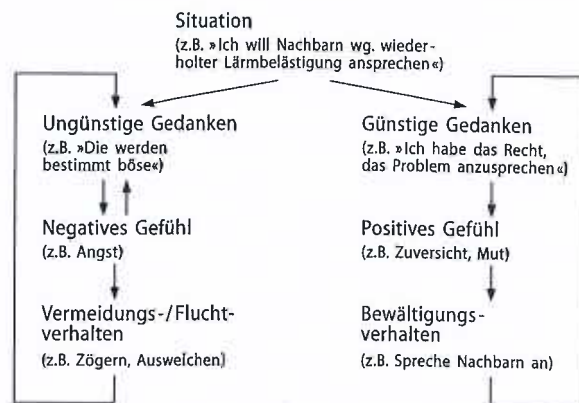 Situation
(z.B. »Ich will Nachbarn wg. wieder-
holter Lärmbelästigung ansprechen«)
Ungünstige Gedanken
(z.B. »Die werden
bestimmt böse«)
Negatives Gefühl
(z.B. Angst)
Vermeidungs-/Flucht-
verhalten
(z.B. Zögern, Ausweichen)
Günstige Gedanken
(z.B. »Ich habe das Recht,
das Problem anzusprechen«)
Positives Gefühl
(z.B. Zuversicht, Mut)
Bewältigungs-
verhalten
(z.B. Spreche Nachbarn an)